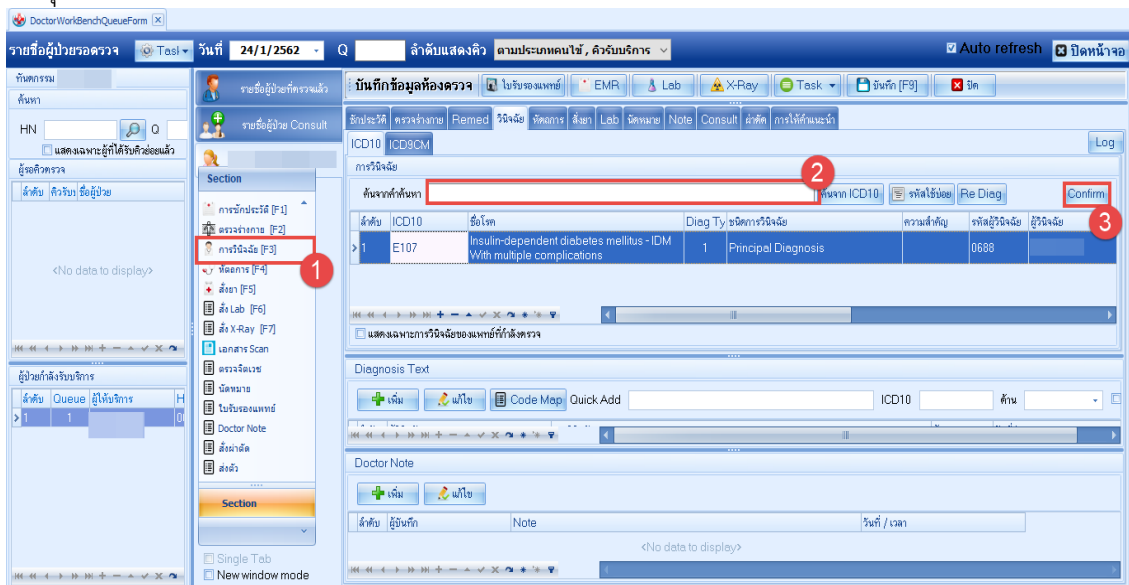 DoctorWorkBenchQueueForm
รายชื่อผู้ป่วยรอตรวจ Task วันที่ 24/1/2562 Q ลำดับแสดงคิว ตามประเภทคนไข้ , คิวรับบริการ Auto refresh ปิดหน้าจอ
ทันตกรรม
ค้นหา
HN Q
แสดงเฉพาะผู้ที่ได้รับคิวย่อยแล้ว
ผู้รอคิวตรวจ
ลำดับ คิวรับบ ชื่อผู้ป่วย
<No data to display>
ผู้ป่วยกำลังรับบริการ
ลำดับ Queue ผู้ให้บริการ H
1 1 0
รายชื่อผู้ป่วยที่ตรวจแล้ว
รายชื่อผู้ป่วย Consult
Section
การซักประวัติ [F1]
ตรวจร่างกาย [F2]
การวินิจฉัย [F3]
1
หัตถการ [F4]
สั่งยา [F5]
สั่ง Lab [F6]
สั่ง X-Ray [F7]
เอกสาร Scan
ตรวจจิตเวช
นัดหมาย
ใบรับรองแพทย์
Doctor Note
สั่งผ่าตัด
ส่งตัว
Section
Single Tab
New window mode
บันทึกข้อมูลห้องตรวจ ใบรับรองแพทย์ EMR Lab X-Ray Task บันทึก [F9] ปิด
ซักประวัติ ตรวจร่างกาย Remed วินิจฉัย หัตถการ สั่งยา Lab นัดหมาย Note Consult ผ่าตัด การให้คำแนะนำ
ICD10 ICD9CM Log
การวินิจฉัย
2
ค้นจากคำค้นหา ค้นจาก ICD10 รหัสใช้บ่อย Re Diag Confirm
3
ลำดับ ICD10 ชื่อโรค Diag Ty ชนิดการวินิจฉัย ความสำคัญ รหัสผู้วินิจฉัย ผู้วินิจฉัย
1 E107 Insulin-dependent diabetes mellitus - IDM 1 Principal Diagnosis 0688
With multiple complications
แสดงเฉพาะการวินิจฉัยของแพทย์ที่กำลังตรวจ
Diagnosis Text
เพิ่ม แก้ไข Code Map Quick Add ICD10 ด้าน
Doctor Note
เพิ่ม แก้ไข
ลำดับ ผู้บันทึก Note วันที่ / เวลา
<No data to display>